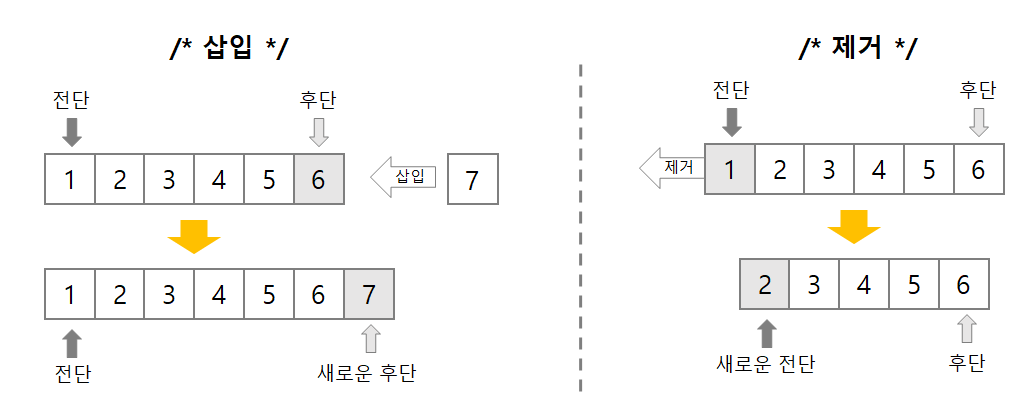 /* 삽입 */
전단 후단
1 2 3 4 5 6 삽입 7
1 2 3 4 5 6 7
전단 새로운 후단
/* 제거 */
전단 후단
제거 1 2 3 4 5 6
2 3 4 5 6
새로운 전단 후단